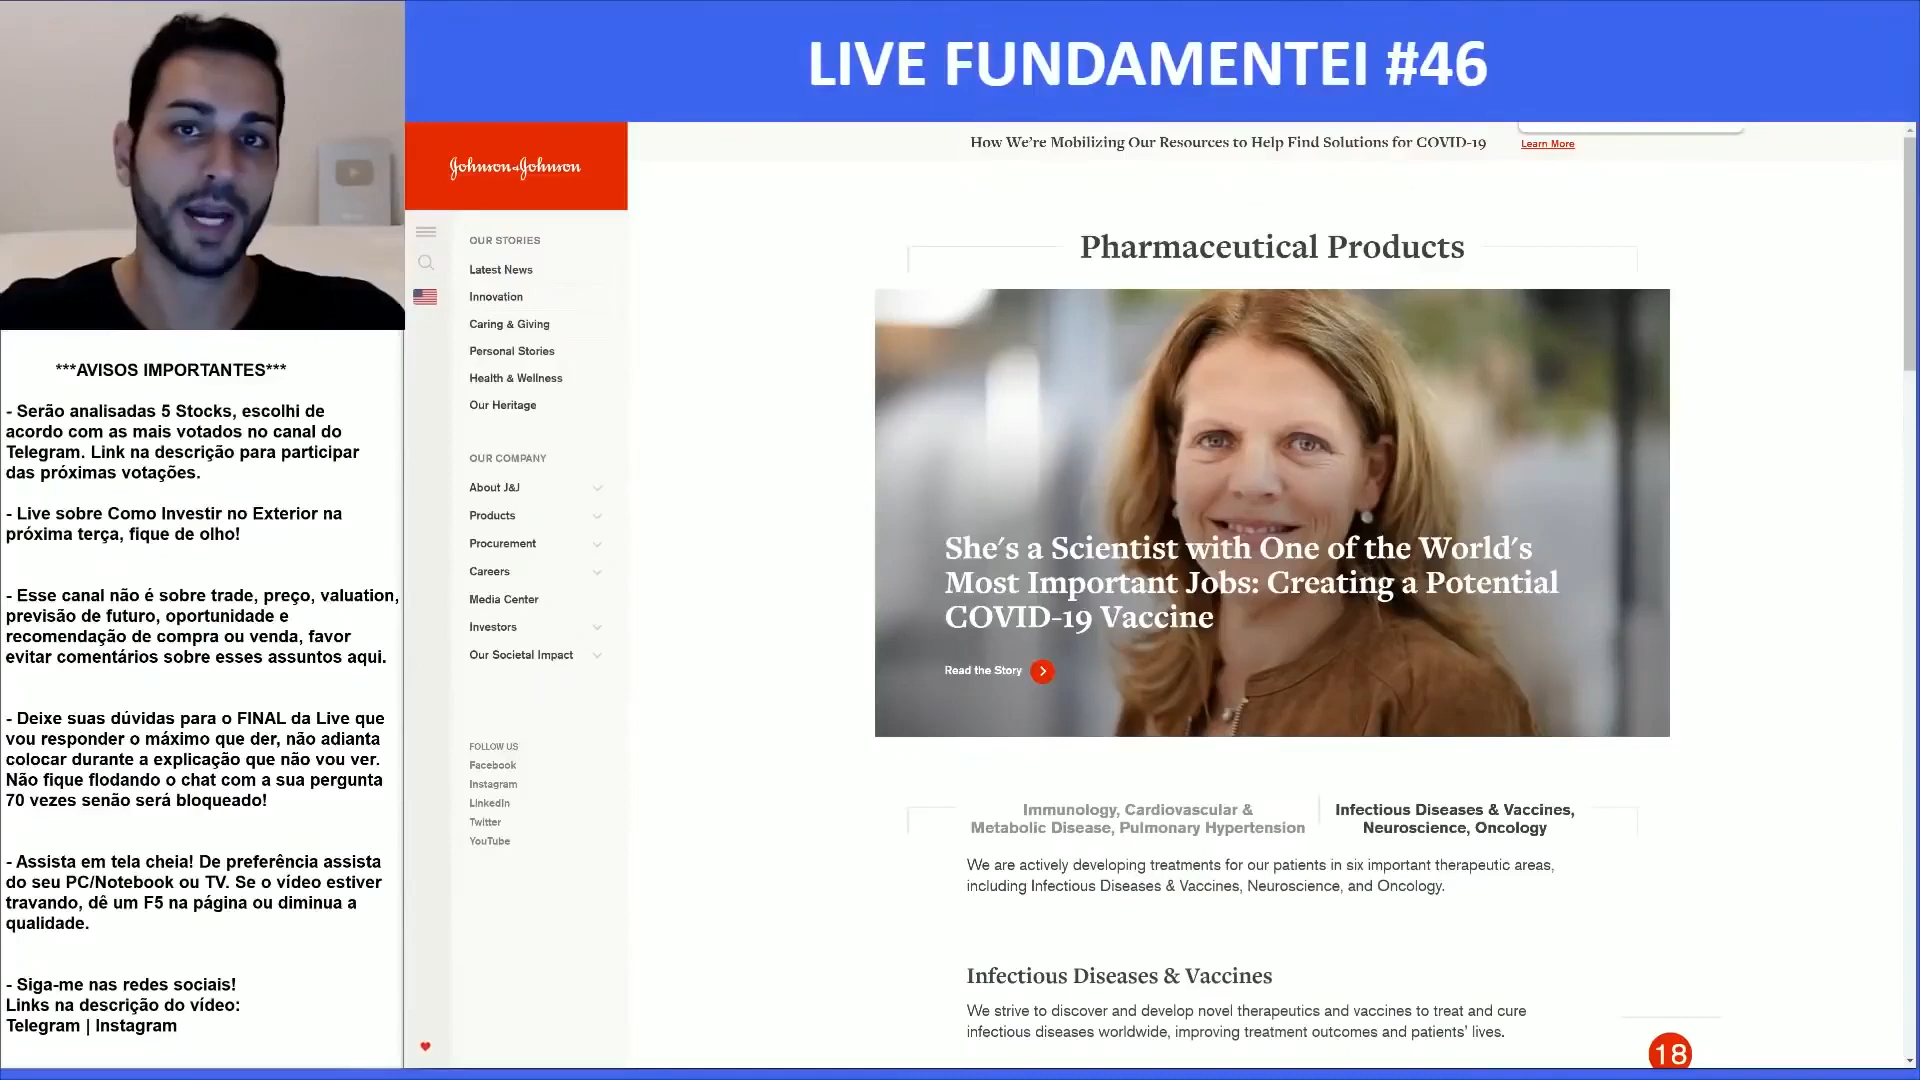 LIVE FUNDAMENTEI #46
Johnson & Johnson
How We're Mobilizing Our Resources to Help Find Solutions for COVID-19
Learn More
OUR STORIES
Latest News
Innovation
Caring & Giving
Personal Stories
Health & Wellness
Our Heritage
OUR COMPANY
About J&J
Products
Procurement
Careers
Media Center
Investors
Our Societal Impact
FOLLOW US
Facebook
Instagram
LinkedIn
Twitter
YouTube
Pharmaceutical Products
She's a Scientist with One of the World's
Most Important Jobs: Creating a Potential
COVID-19 Vaccine
Read the Story
Immunology, Cardiovascular &
Metabolic Disease, Pulmonary Hypertension
Infectious Diseases & Vaccines,
Neuroscience, Oncology
We are actively developing treatments for our patients in six important therapeutic areas,
including Infectious Diseases & Vaccines, Neuroscience, and Oncology.
Infectious Diseases & Vaccines
We strive to discover and develop novel therapeutics and vaccines to treat and cure
infectious diseases worldwide, improving treatment outcomes and patients' lives.
18
***AVISOS IMPORTANTES***
- Serão analisadas 5 Stocks, escolhi de
acordo com as mais votados no canal do
Telegram. Link na descrição para participar
das próximas votações.
- Live sobre Como Investir no Exterior na
próxima terça, fique de olho!
- Esse canal não é sobre trade, preço, valuation,
previsão de futuro, oportunidade e
recomendação de compra ou venda, favor
evitar comentários sobre esses assuntos aqui.
- Deixe suas dúvidas para o FINAL da Live que
vou responder o máximo que der, não adianta
colocar durante a explicação que não vou ver.
Não fique flodando o chat com a sua pergunta
70 vezes senão será bloqueado!
- Assista em tela cheia! De preferência assista
do seu PC/Notebook ou TV. Se o vídeo estiver
travando, dê um F5 na página ou diminua a
qualidade.
- Siga-me nas redes sociais!
Links na descrição do vídeo:
Telegram | Instagram